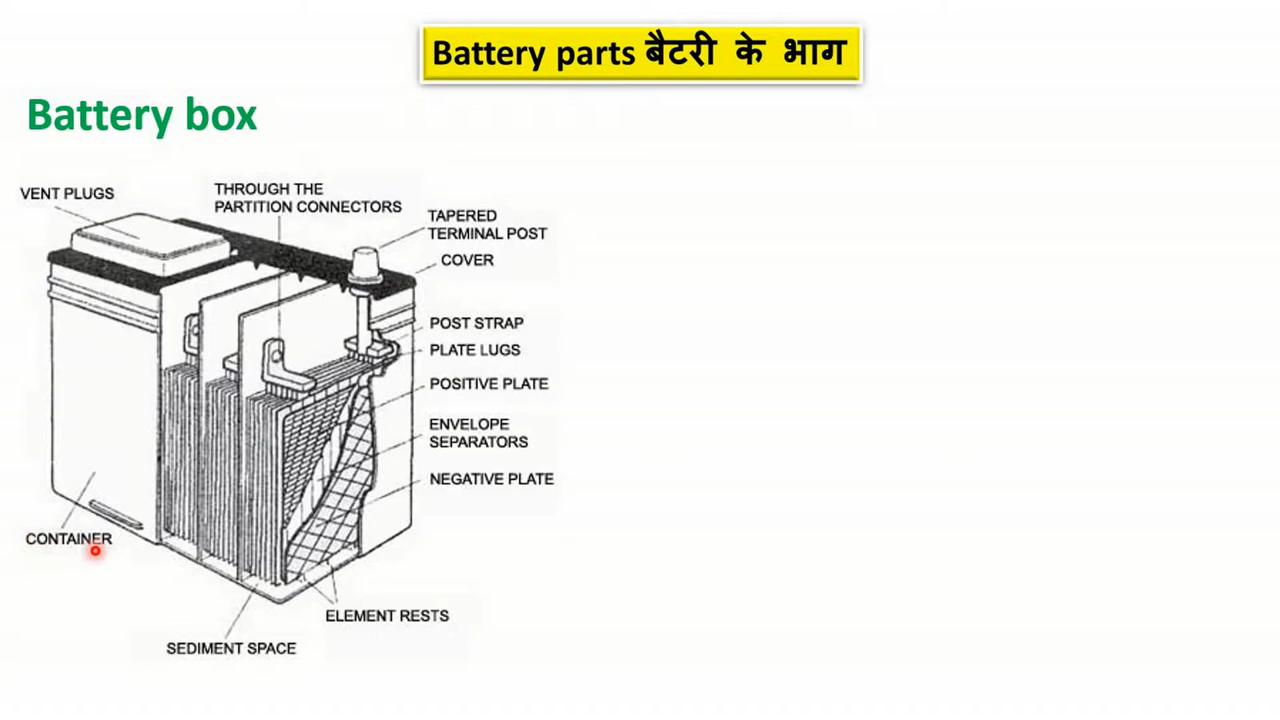 Battery parts बैटरी के भाग
Battery box
VENT PLUGS
THROUGH THE
PARTITION CONNECTORS
TAPERED
TERMINAL POST
COVER
POST STRAP
PLATE LUGS
POSITIVE PLATE
ENVELOPE
SEPARATORS
NEGATIVE PLATE
CONTAINER
ELEMENT RESTS
SEDIMENT SPACE